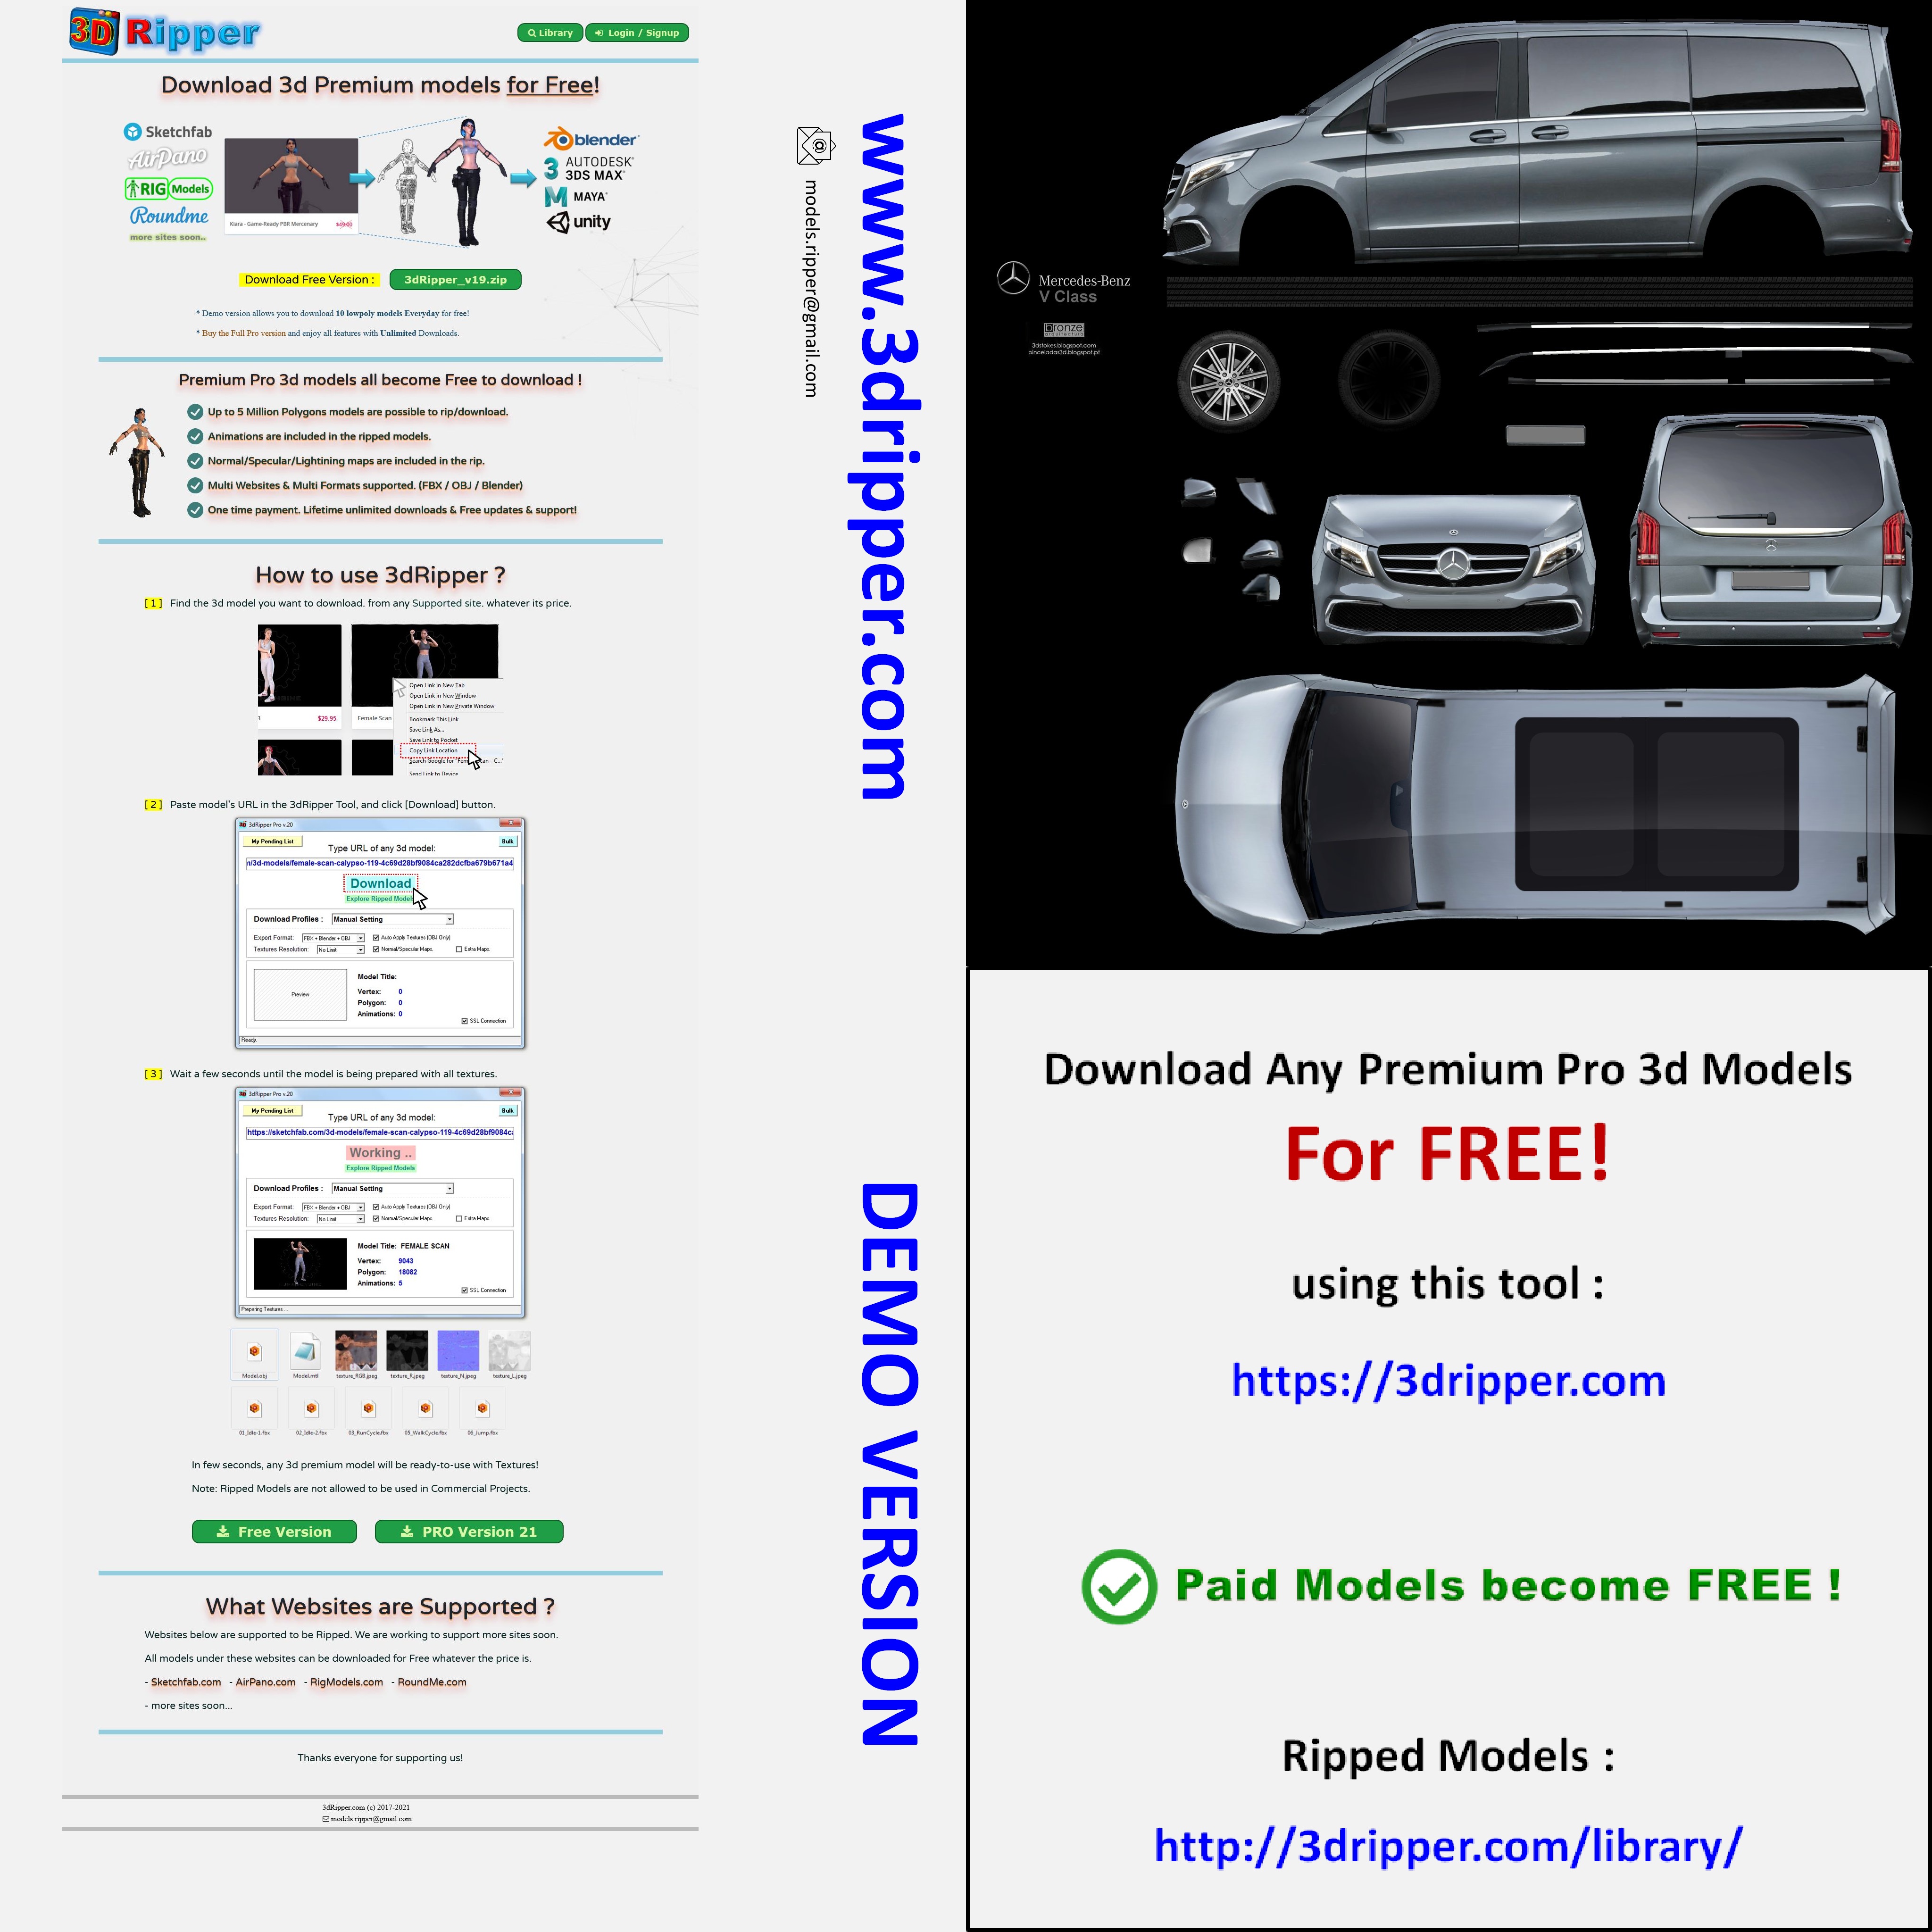 3D Ripper
Library
Login / Signup
Download 3d Premium models for Free!
Sketchfab
AirPano
RIG Models
Roundme
more sites soon..
Kiara - Game-Ready PBR Mercenary
blender
AUTODESK
3DS MAX
MAYA
unity
Download Free Version :
3dRipper_v19.zip
* Demo version allows you to download 10 lowpoly models Everyday for free!
* Buy the Full Pro version and enjoy all features with Unlimited Downloads.
Premium Pro 3d models all become Free to download !
Up to 5 Million Polygons models are possible to rip/download.
Animations are included in the ripped models.
Normal/Specular/Lightining maps are included in the rip.
Multi Websites & Multi Formats supported. (FBX / OBJ / Blender)
One time payment. Lifetime unlimited downloads & Free updates & support!
How to use 3dRipper ?
[ 1 ] Find the 3d model you want to download. from any Supported site. whatever its price.
$29.95
Female Scan
Open Link in New Tab
Open Link in New Window
Open Link in New Private Window
Bookmark This Link
Save Link As...
Save Link to Pocket
Copy Link Location
Search Google for
Send Link to Device
[ 2 ] Paste model's URL in the 3dRipper Tool, and click [Download] button.
3dRipper Pro v.20
My Pending List
Bulk
Type URL of any 3d model:
n/3d-models/female-scan-calypso-119-4c69d28bf9084ca282dcfba679b671a4
Download
Explore Ripped Models
Download Profiles : Manual Setting
Export Format: FBX + Blender + OBJ
Auto Apply Textures (OBJ Only)
Textures Resolution: No Limit
Normal/Specular Maps.
Extra Maps.
Preview
Model Title:
Vertex: 0
Polygon: 0
Animations: 0
SSL Connection
Ready.
[ 3 ] Wait a few seconds until the model is being prepared with all textures.
3dRipper Pro v.20
My Pending List
Bulk
Type URL of any 3d model:
https://sketchfab.com/3d-models/female-scan-calypso-119-4c69d28bf9084c
Working ..
Explore Ripped Models
Download Profiles : Manual Setting
Export Format: FBX + Blender + OBJ
Auto Apply Textures (OBJ Only)
Textures Resolution: No Limit
Normal/Specular Maps.
Extra Maps.
Model Title: FEMALE SCAN
Vertex: 9043
Polygon: 18082
Animations: 5
SSL Connection
Preparing Textures ...
Model.obj
Model.mtl
texture_RGB.jpeg
texture_R.jpeg
texture_N.jpeg
texture_L.jpeg
01_Idle-1.fbx
02_Idle-2.fbx
03_RunCycle.fbx
05_WalkCycle.fbx
06_Jump.fbx
In few seconds, any 3d premium model will be ready-to-use with Textures!
Note: Ripped Models are not allowed to be used in Commercial Projects.
Free Version
PRO Version 21
What Websites are Supported ?
Websites below are supported to be Ripped. We are working to support more sites soon.
All models under these websites can be downloaded for Free whatever the price is.
- Sketchfab.com - AirPano.com - RigModels.com - RoundMe.com
- more sites soon...
Thanks everyone for supporting us!
3dRipper.com (c) 2017-2021
models.ripper@gmail.com
models.ripper@gmail.com
www.3dripper.com
DEMO VERSION
Mercedes-Benz
V Class
Bronze
3dstokes.blogspot.com
pinceladas3d.blogspot.pt
Download Any Premium Pro 3d Models
For FREE!
using this tool :
https://3dripper.com
Paid Models become FREE !
Ripped Models :
http://3dripper.com/library/